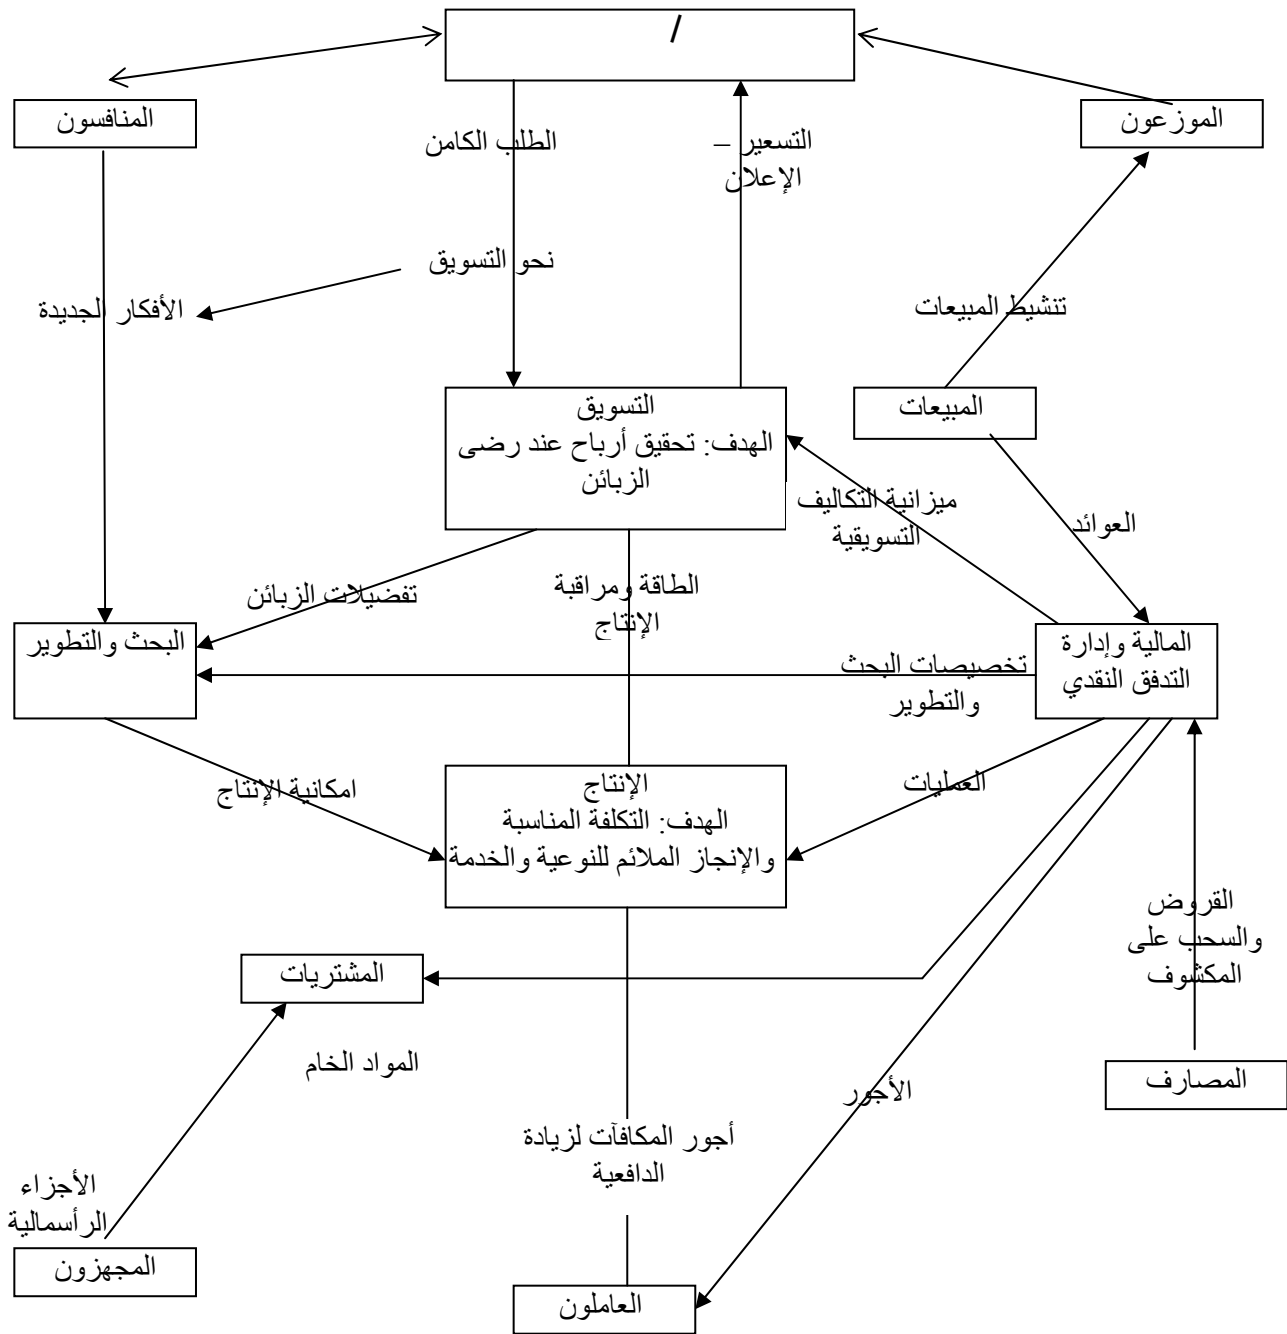 /
المنافسون
الموزعون
الطلب الكامن
التسعير –
الإعلان
نحو التسويق
الأفكار الجديدة
تنشيط المبيعات
التسويق
الهدف: تحقيق أرباح عند رضى
الزبائن
المبيعات
ميزانية التكاليف
التسويقية
العوائد
تفضيلات الزبائن
الطاقة ومراقبة
الإنتاج
البحث والتطوير
تخصيصات البحث
والتطوير
المالية وإدارة
التدفق النقدي
امكانية الإنتاج
الإنتاج
الهدف: التكلفة المناسبة
والإنجاز الملائم للنوعية والخدمة
العمليات
القروض
والسحب على
المكشوف
المشتريات
المواد الخام
المصارف
الأجور
أجور المكافآت لزيادة
الدافعية
الأجزاء
الرأسمالية
المجهزون
العاملون